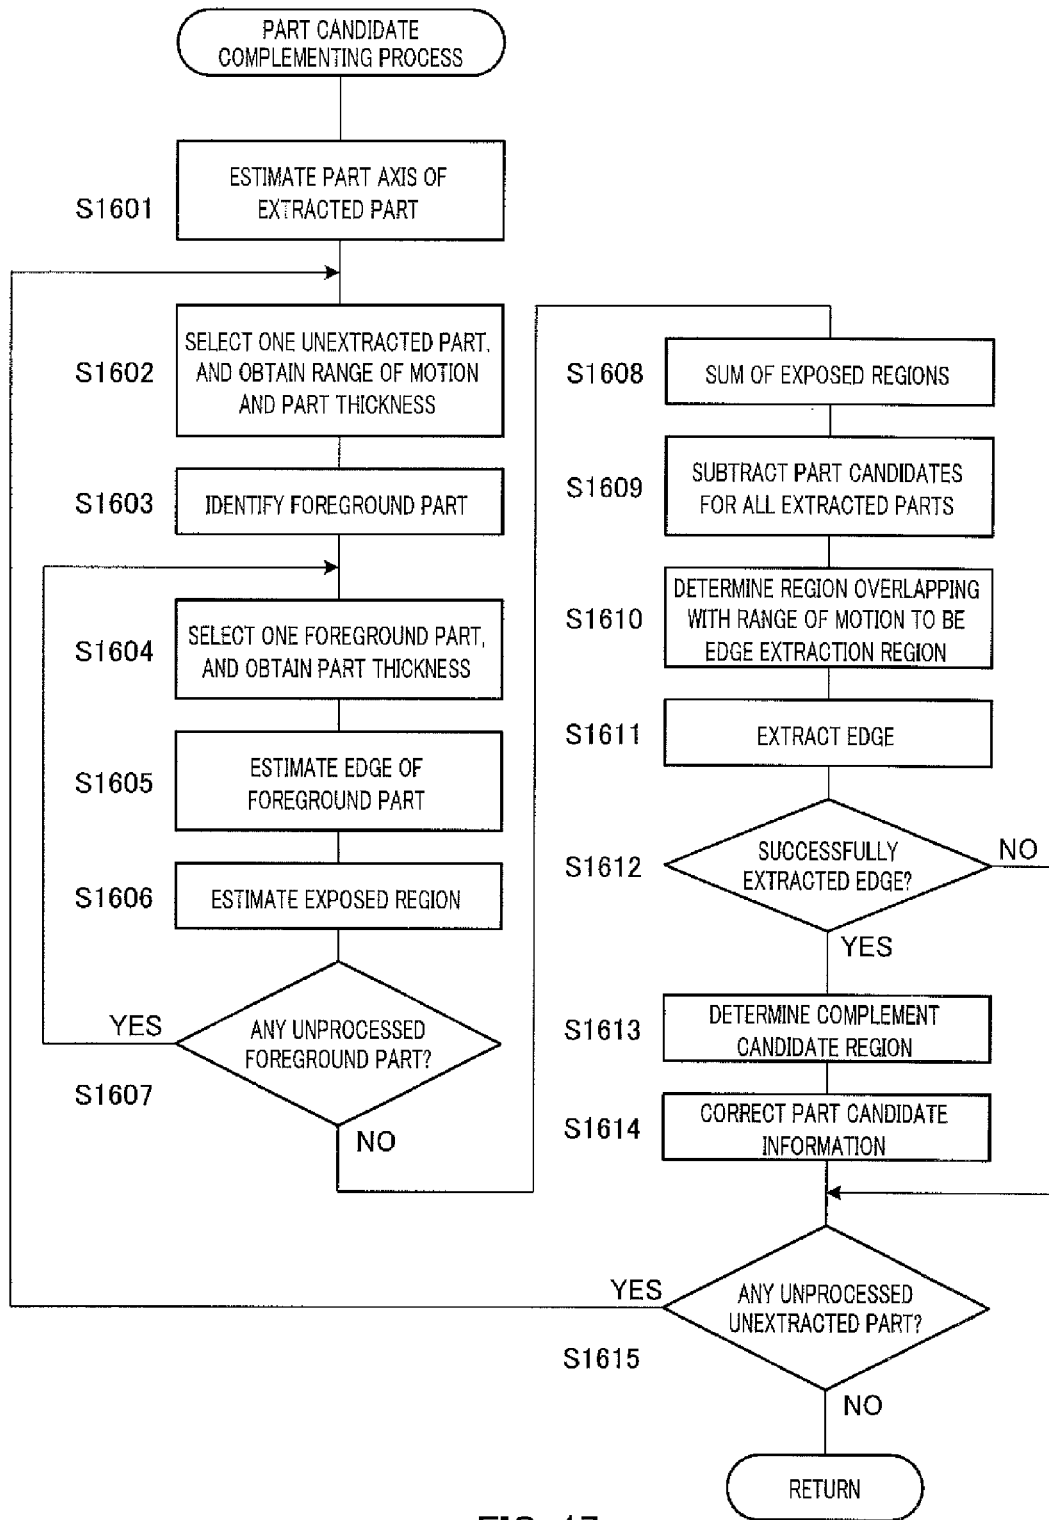 PART CANDIDATE
COMPLEMENTING PROCESS
S1601
ESTIMATE PART AXIS OF
EXTRACTED PART
S1602
SELECT ONE UNEXTRACTED PART,
AND OBTAIN RANGE OF MOTION
AND PART THICKNESS
S1603
IDENTIFY FOREGROUND PART
S1604
SELECT ONE FOREGROUND PART,
AND OBTAIN PART THICKNESS
S1605
ESTIMATE EDGE OF
FOREGROUND PART
S1606
ESTIMATE EXPOSED REGION
YES
ANY UNPROCESSED
FOREGROUND PART?
S1607
NO
S1608
SUM OF EXPOSED REGIONS
S1609
SUBTRACT PART CANDIDATES
FOR ALL EXTRACTED PARTS
S1610
DETERMINE REGION OVERLAPPING
WITH RANGE OF MOTION TO BE
EDGE EXTRACTION REGION
S1611
EXTRACT EDGE
S1612
SUCCESSFULLY
EXTRACTED EDGE?
NO
YES
S1613
DETERMINE COMPLEMENT
CANDIDATE REGION
S1614
CORRECT PART CANDIDATE
INFORMATION
YES
ANY UNPROCESSED
UNEXTRACTED PART?
S1615
NO
RETURN